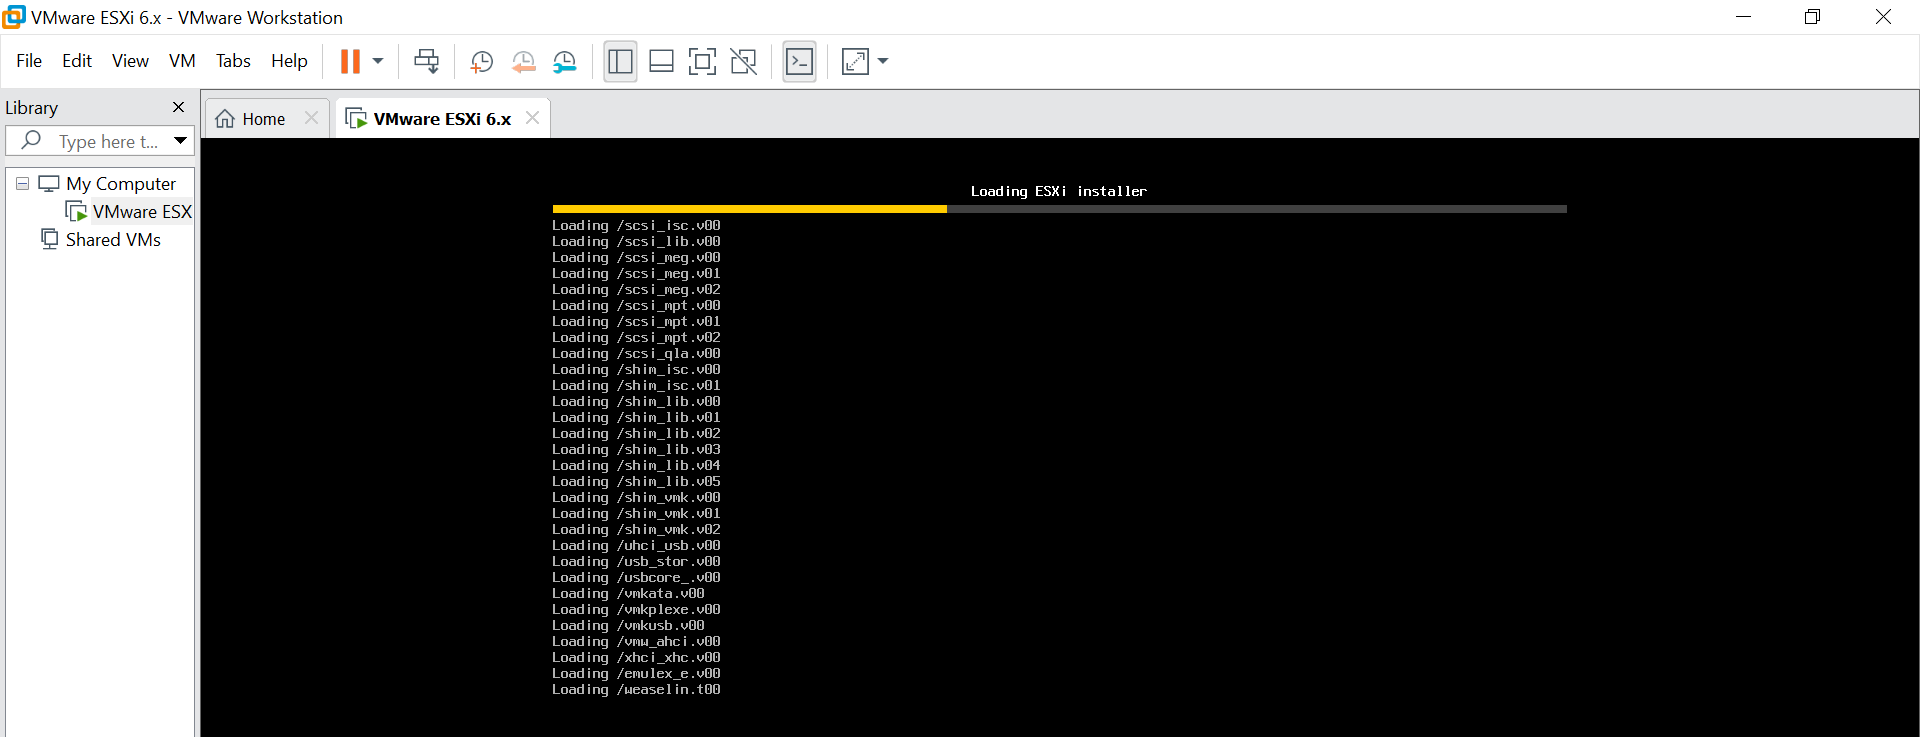 VMware ESXi 6.x - VMware Workstation
File Edit View VM Tabs Help
Library
Type here t...
My Computer
VMware ESX
Shared VMs
Home
VMware ESXi 6.x
Loading ESXi installer
Loading /scsi_isc.v00
Loading /scsi_lib.v00
Loading /scsi_meg.v00
Loading /scsi_meg.v01
Loading /scsi_meg.v02
Loading /scsi_mpt.v00
Loading /scsi_mpt.v01
Loading /scsi_mpt.v02
Loading /scsi_qla.v00
Loading /shim_isc.v00
Loading /shim_isc.v01
Loading /shim_lib.v00
Loading /shim_lib.v01
Loading /shim_lib.v02
Loading /shim_lib.v03
Loading /shim_lib.v04
Loading /shim_lib.v05
Loading /shim_vmk.v00
Loading /shim_vmk.v01
Loading /shim_vmk.v02
Loading /uhci_usb.v00
Loading /usb_stor.v00
Loading /usbcore_.v00
Loading /vmkata.v00
Loading /vmkplexe.v00
Loading /vmkusb.v00
Loading /vmw_ahci.v00
Loading /xhci_xhc.v00
Loading /emulex_e.v00
Loading /weaselin.t00